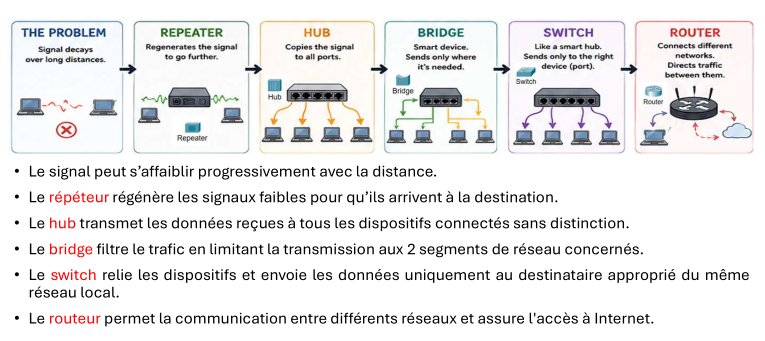 THE PROBLEM
Signal decays
over long distances.
REPEATER
Regenerates the signal
to go further.
Repeater
HUB
Copies the signal
to all ports.
Hub
BRIDGE
Smart device.
Sends only where
it's needed.
Bridge
SWITCH
Like a smart hub.
Sends only to the right
device (port).
Switch
ROUTER
Connects different
networks.
Directs traffic
between them.
Router
• Le signal peut s'affaiblir progressivement avec la distance.
• Le répéteur régénère les signaux faibles pour qu'ils arrivent à la destination.
• Le hub transmet les données reçues à tous les dispositifs connectés sans distinction.
• Le bridge filtre le trafic en limitant la transmission aux 2 segments de réseau concernés.
• Le switch relie les dispositifs et envoie les données uniquement au destinataire approprié du même
réseau local.
• Le routeur permet la communication entre différents réseaux et assure l'accès à Internet.